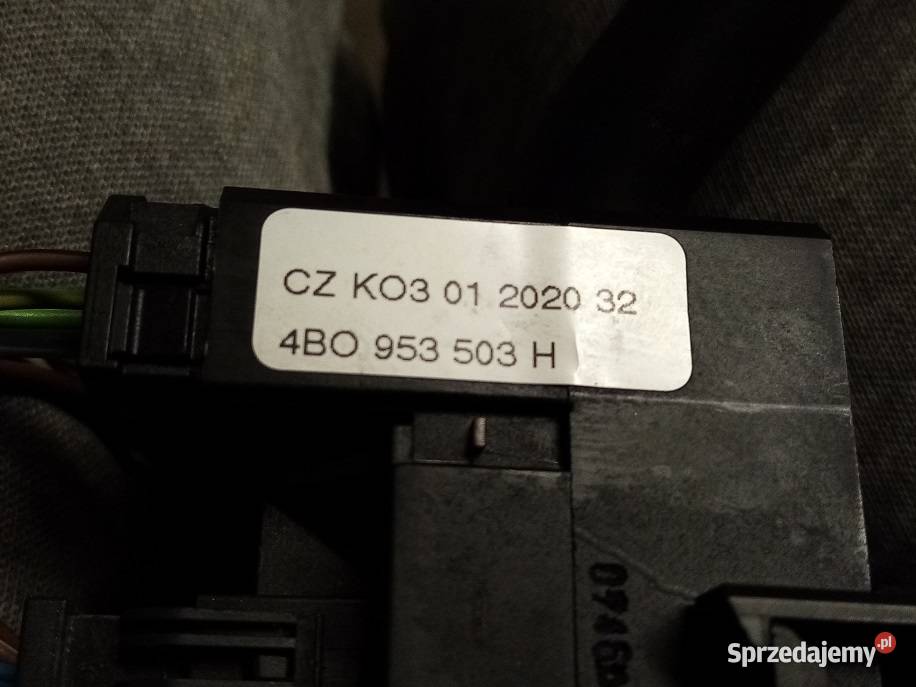 CZ KO3 01 2020 32
4BO 953 503 H
Sprzedajemy.pl